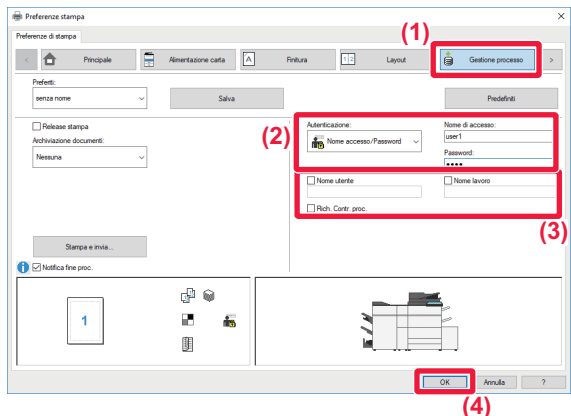 Preferenze stampa
Preferenze di stampa
(1)
< Principale Alimentazione carta A Finitura 1 2 Layout Gestione processo >
Preferiti:
senza nome Salva Predefiniti
(2)
Release stampa Autenticazione: Nome di accesso:
Archiviazione documenti: Nome accesso/Password user1
Nessuna Password:
••••
Nome utente Nome lavoro
Rich. Contr. proc.
(3)
Stampa e invia...
Notifica fine proc.
1
OK Annulla ?
(4)